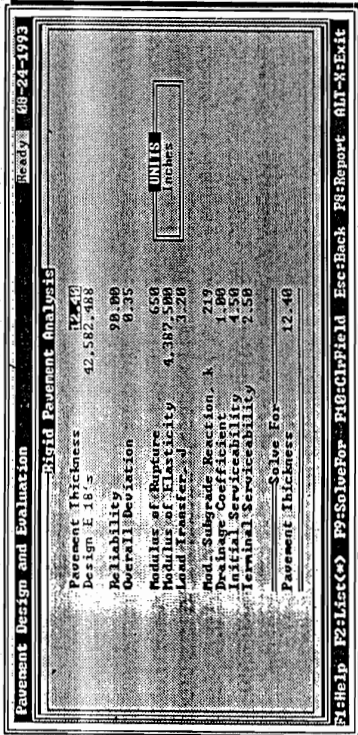 Pavement Design and Evaluation Ready 08-24-1993
Rigid Pavement Analysis
Pavement Thickness 12.40
Design E 18's 42,582,488
Reliability 90.00
Overall Deviation 0.35
Modulus of Rupture 650
Modulus of Elasticity 4,387,500
Load Transfer, J 3.20
Mod. Subgrade Reaction, k 219
Drainage Coefficient 1.00
Initial Serviceability 4.50
Terminal Serviceability 2.50
UNITS
Inches
Solve For
Pavement Thickness 12.40
F1:Help F2:List(↔) F9:SolveFor F10:ClrField Esc:Back F8:Report ALT-X:Exit